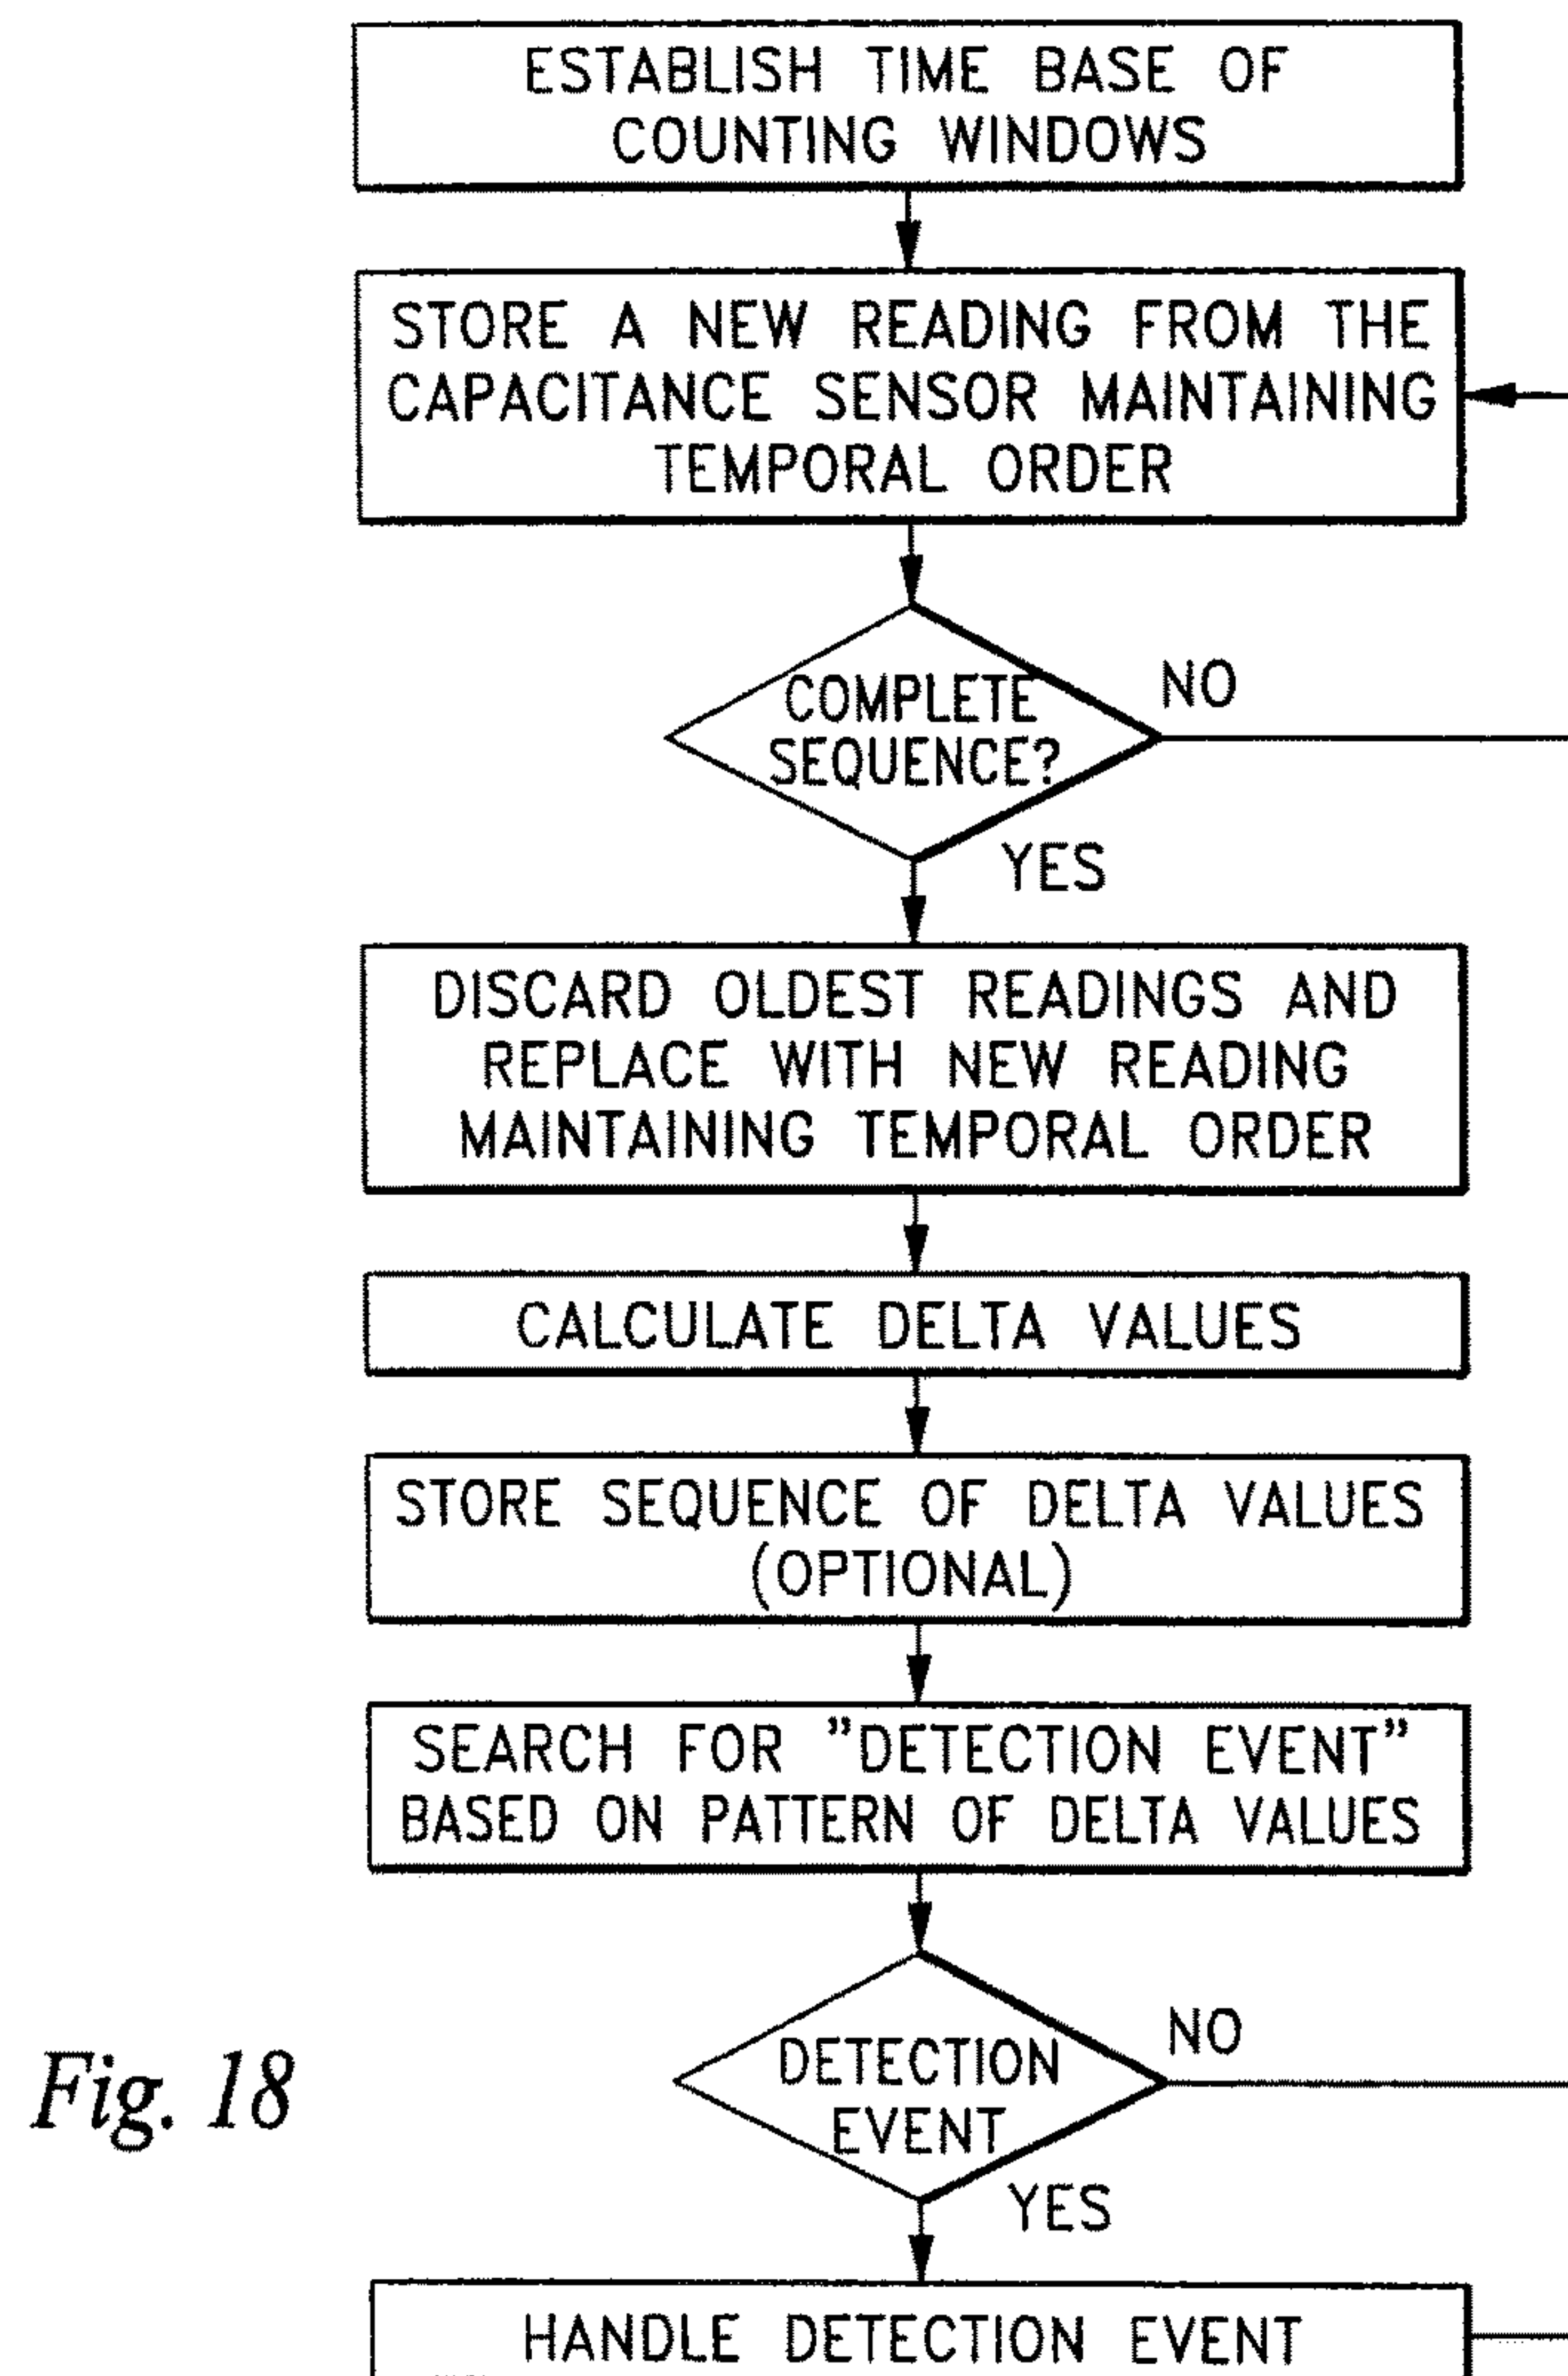 ESTABLISH TIME BASE OF
COUNTING WINDOWS
STORE A NEW READING FROM THE
CAPACITANCE SENSOR MAINTAINING
TEMPORAL ORDER
COMPLETE
SEQUENCE?
NO
YES
DISCARD OLDEST READINGS AND
REPLACE WITH NEW READING
MAINTAINING TEMPORAL ORDER
CALCULATE DELTA VALUES
STORE SEQUENCE OF DELTA VALUES
(OPTIONAL)
SEARCH FOR "DETECTION EVENT"
BASED ON PATTERN OF DELTA VALUES
DETECTION
EVENT
NO
YES
HANDLE DETECTION EVENT
Fig. 18